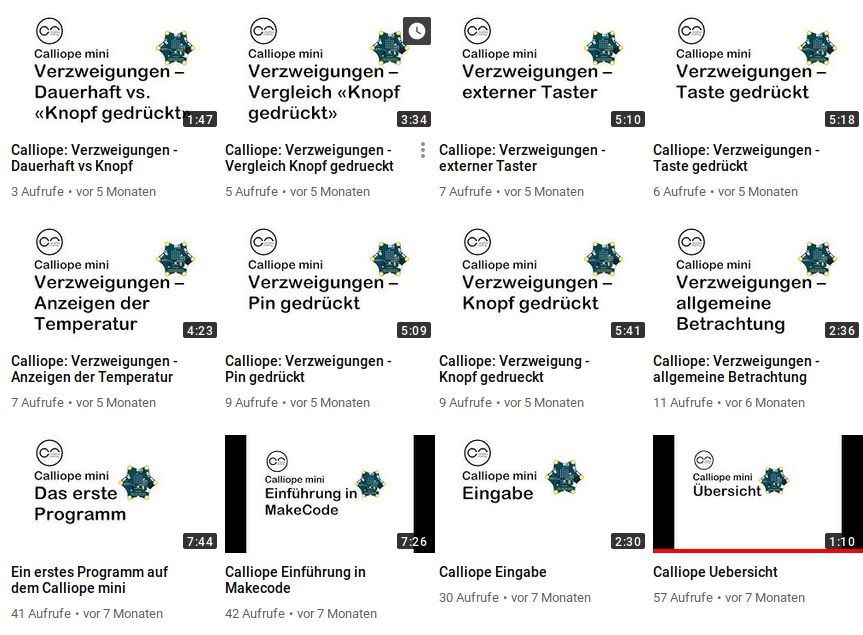 Calliope mini
Verzweigungen –
Dauerhaft vs.
«Knopf gedrückt»
1:47
Calliope: Verzweigungen -
Dauerhaft vs Knopf
3 Aufrufe • vor 5 Monaten
Calliope mini
Verzweigungen –
Vergleich «Knopf
gedrückt»
3:34
Calliope: Verzweigungen -
Vergleich Knopf gedrueckt
5 Aufrufe • vor 5 Monaten
Calliope mini
Verzweigungen –
externer Taster
5:10
Calliope: Verzweigungen -
externer Taster
7 Aufrufe • vor 5 Monaten
Calliope mini
Verzweigungen –
Taste gedrückt
5:18
Calliope: Verzweigungen -
Taste gedrückt
6 Aufrufe • vor 5 Monaten
Calliope mini
Verzweigungen –
Anzeigen der
Temperatur
4:23
Calliope: Verzweigungen -
Anzeigen der Temperatur
7 Aufrufe • vor 5 Monaten
Calliope mini
Verzweigungen –
Pin gedrückt
5:09
Calliope: Verzweigungen -
Pin gedrückt
9 Aufrufe • vor 5 Monaten
Calliope mini
Verzweigungen –
Knopf gedrückt
5:41
Calliope: Verzweigung -
Knopf gedrueckt
9 Aufrufe • vor 5 Monaten
Calliope mini
Verzweigungen –
allgemeine
Betrachtung
2:36
Calliope: Verzweigungen -
allgemeine Betrachtung
11 Aufrufe • vor 6 Monaten
Calliope mini
Das erste
Programm
7:44
Ein erstes Programm auf
dem Calliope mini
41 Aufrufe • vor 7 Monaten
Calliope mini
Einführung in
MakeCode
7:26
Calliope Einführung in
Makecode
42 Aufrufe • vor 7 Monaten
Calliope mini
Eingabe
2:30
Calliope Eingabe
30 Aufrufe • vor 7 Monaten
Calliope mini
Übersicht
1:10
Calliope Uebersicht
57 Aufrufe • vor 7 Monaten